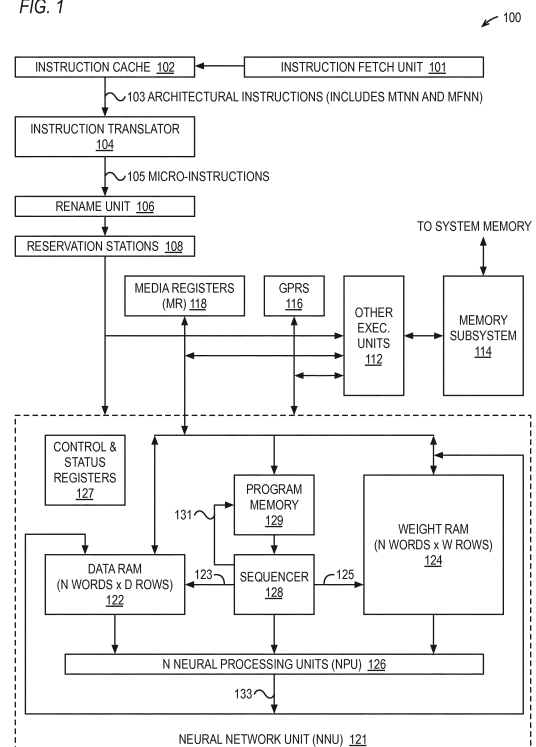 FIG. 1
100
INSTRUCTION CACHE 102
INSTRUCTION FETCH UNIT 101
103 ARCHITECTURAL INSTRUCTIONS (INCLUDES MTNN AND MFNN)
INSTRUCTION TRANSLATOR
104
105 MICRO-INSTRUCTIONS
RENAME UNIT 106
RESERVATION STATIONS 108
TO SYSTEM MEMORY
MEDIA REGISTERS
(MR) 118
GPRS
116
OTHER
EXEC.
UNITS
112
MEMORY
SUBSYSTEM
114
CONTROL &
STATUS
REGISTERS
127
PROGRAM
MEMORY
129
131
WEIGHT RAM
(N WORDS x W ROWS)
124
DATA RAM
(N WORDS x D ROWS)
122
123
SEQUENCER
128
125
N NEURAL PROCESSING UNITS (NPU) 126
133
NEURAL NETWORK UNIT (NNU) 121